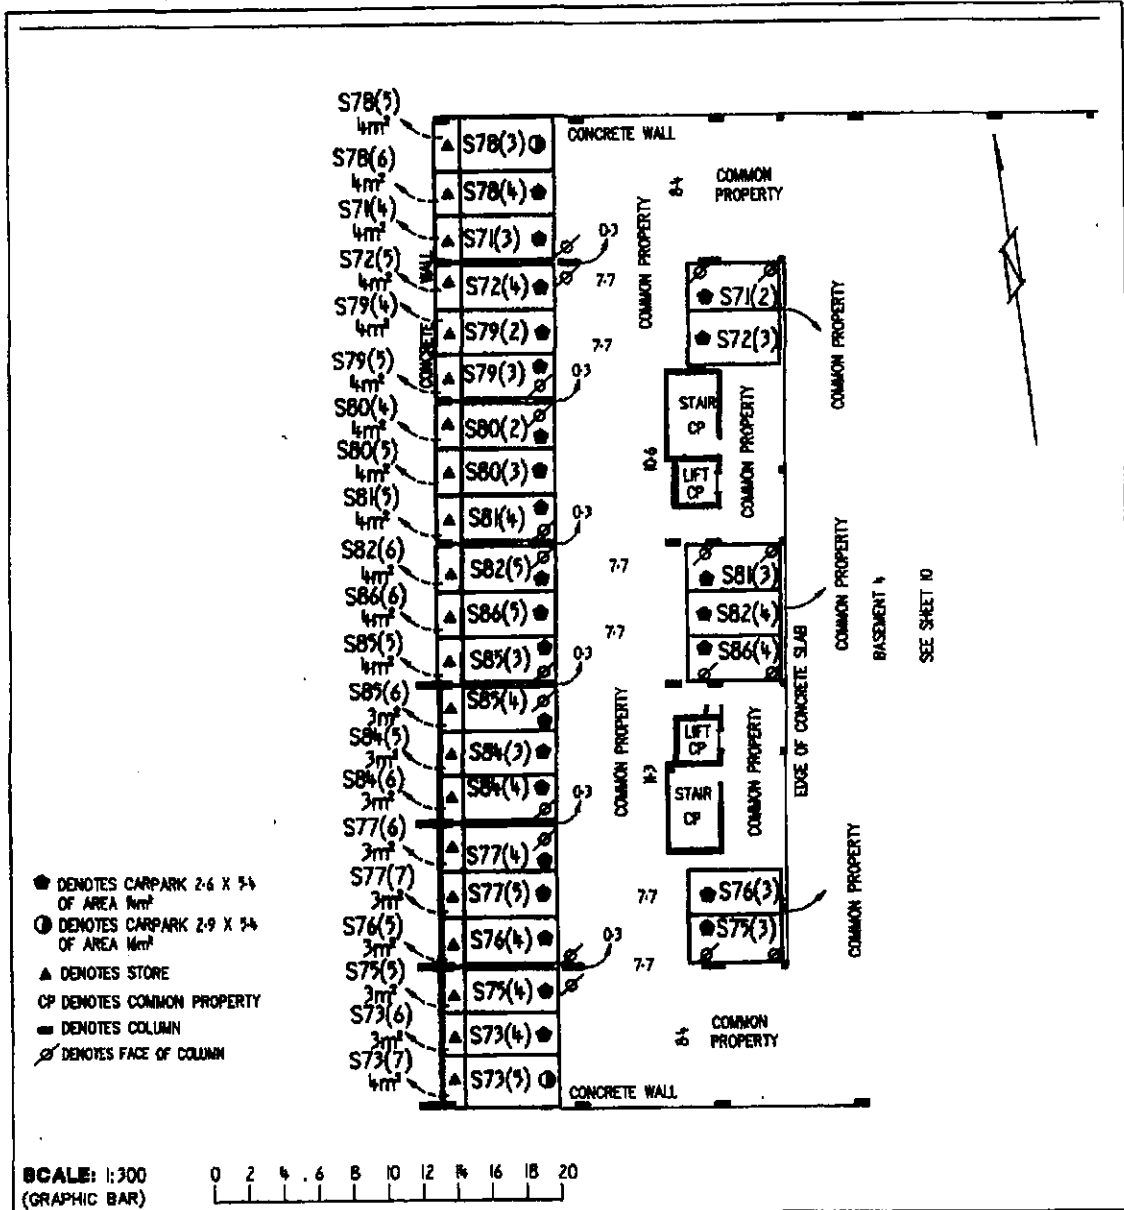 S78(5)
4m²
S78(3)
CONCRETE WALL
S78(6)
4m²
S78(4)
8·4
COMMON
PROPERTY
S71(4)
4m²
S71(3)
0·3
COMMON PROPERTY
S72(5)
4m²
CONCRETE WALL
S72(4)
7·7
S71(2)
S79(4)
4m²
S79(2)
7·7
S72(3)
COMMON PROPERTY
S79(5)
4m²
S79(3)
0·3
S80(4)
4m²
S80(2)
STAIR
CP
COMMON PROPERTY
S80(5)
4m²
S80(3)
10·6
LIFT
CP
S81(5)
4m²
S81(4)
0·3
S82(6)
4m²
S82(5)
7·7
S81(3)
COMMON PROPERTY
BASEMENT 4
SEE SHEET 10
S86(6)
4m²
S86(5)
7·7
S82(4)
S85(5)
4m²
S85(3)
0·3
S86(4)
EDGE OF CONCRETE SLAB
S85(6)
3m²
S85(4)
COMMON PROPERTY
LIFT
CP
COMMON PROPERTY
S84(5)
3m²
S84(3)
11·3
S84(6)
3m²
S84(4)
0·3
STAIR
CP
S77(6)
3m²
S77(4)
S77(7)
3m²
S77(5)
7·7
S76(3)
COMMON PROPERTY
S76(5)
3m²
S76(4)
0·3
S75(3)
S75(5)
3m²
S75(4)
7·7
S73(6)
3m²
S73(4)
8·4
COMMON
PROPERTY
S73(7)
4m²
S73(5)
CONCRETE WALL
DENOTES CARPARK 2·6 X 5·4
OF AREA 14m²
DENOTES CARPARK 2·9 X 5·4
OF AREA 16m²
DENOTES STORE
CP DENOTES COMMON PROPERTY
DENOTES COLUMN
DENOTES FACE OF COLUMN
SCALE: 1:300
(GRAPHIC BAR)
0 2 4 6 8 10 12 14 16 18 20